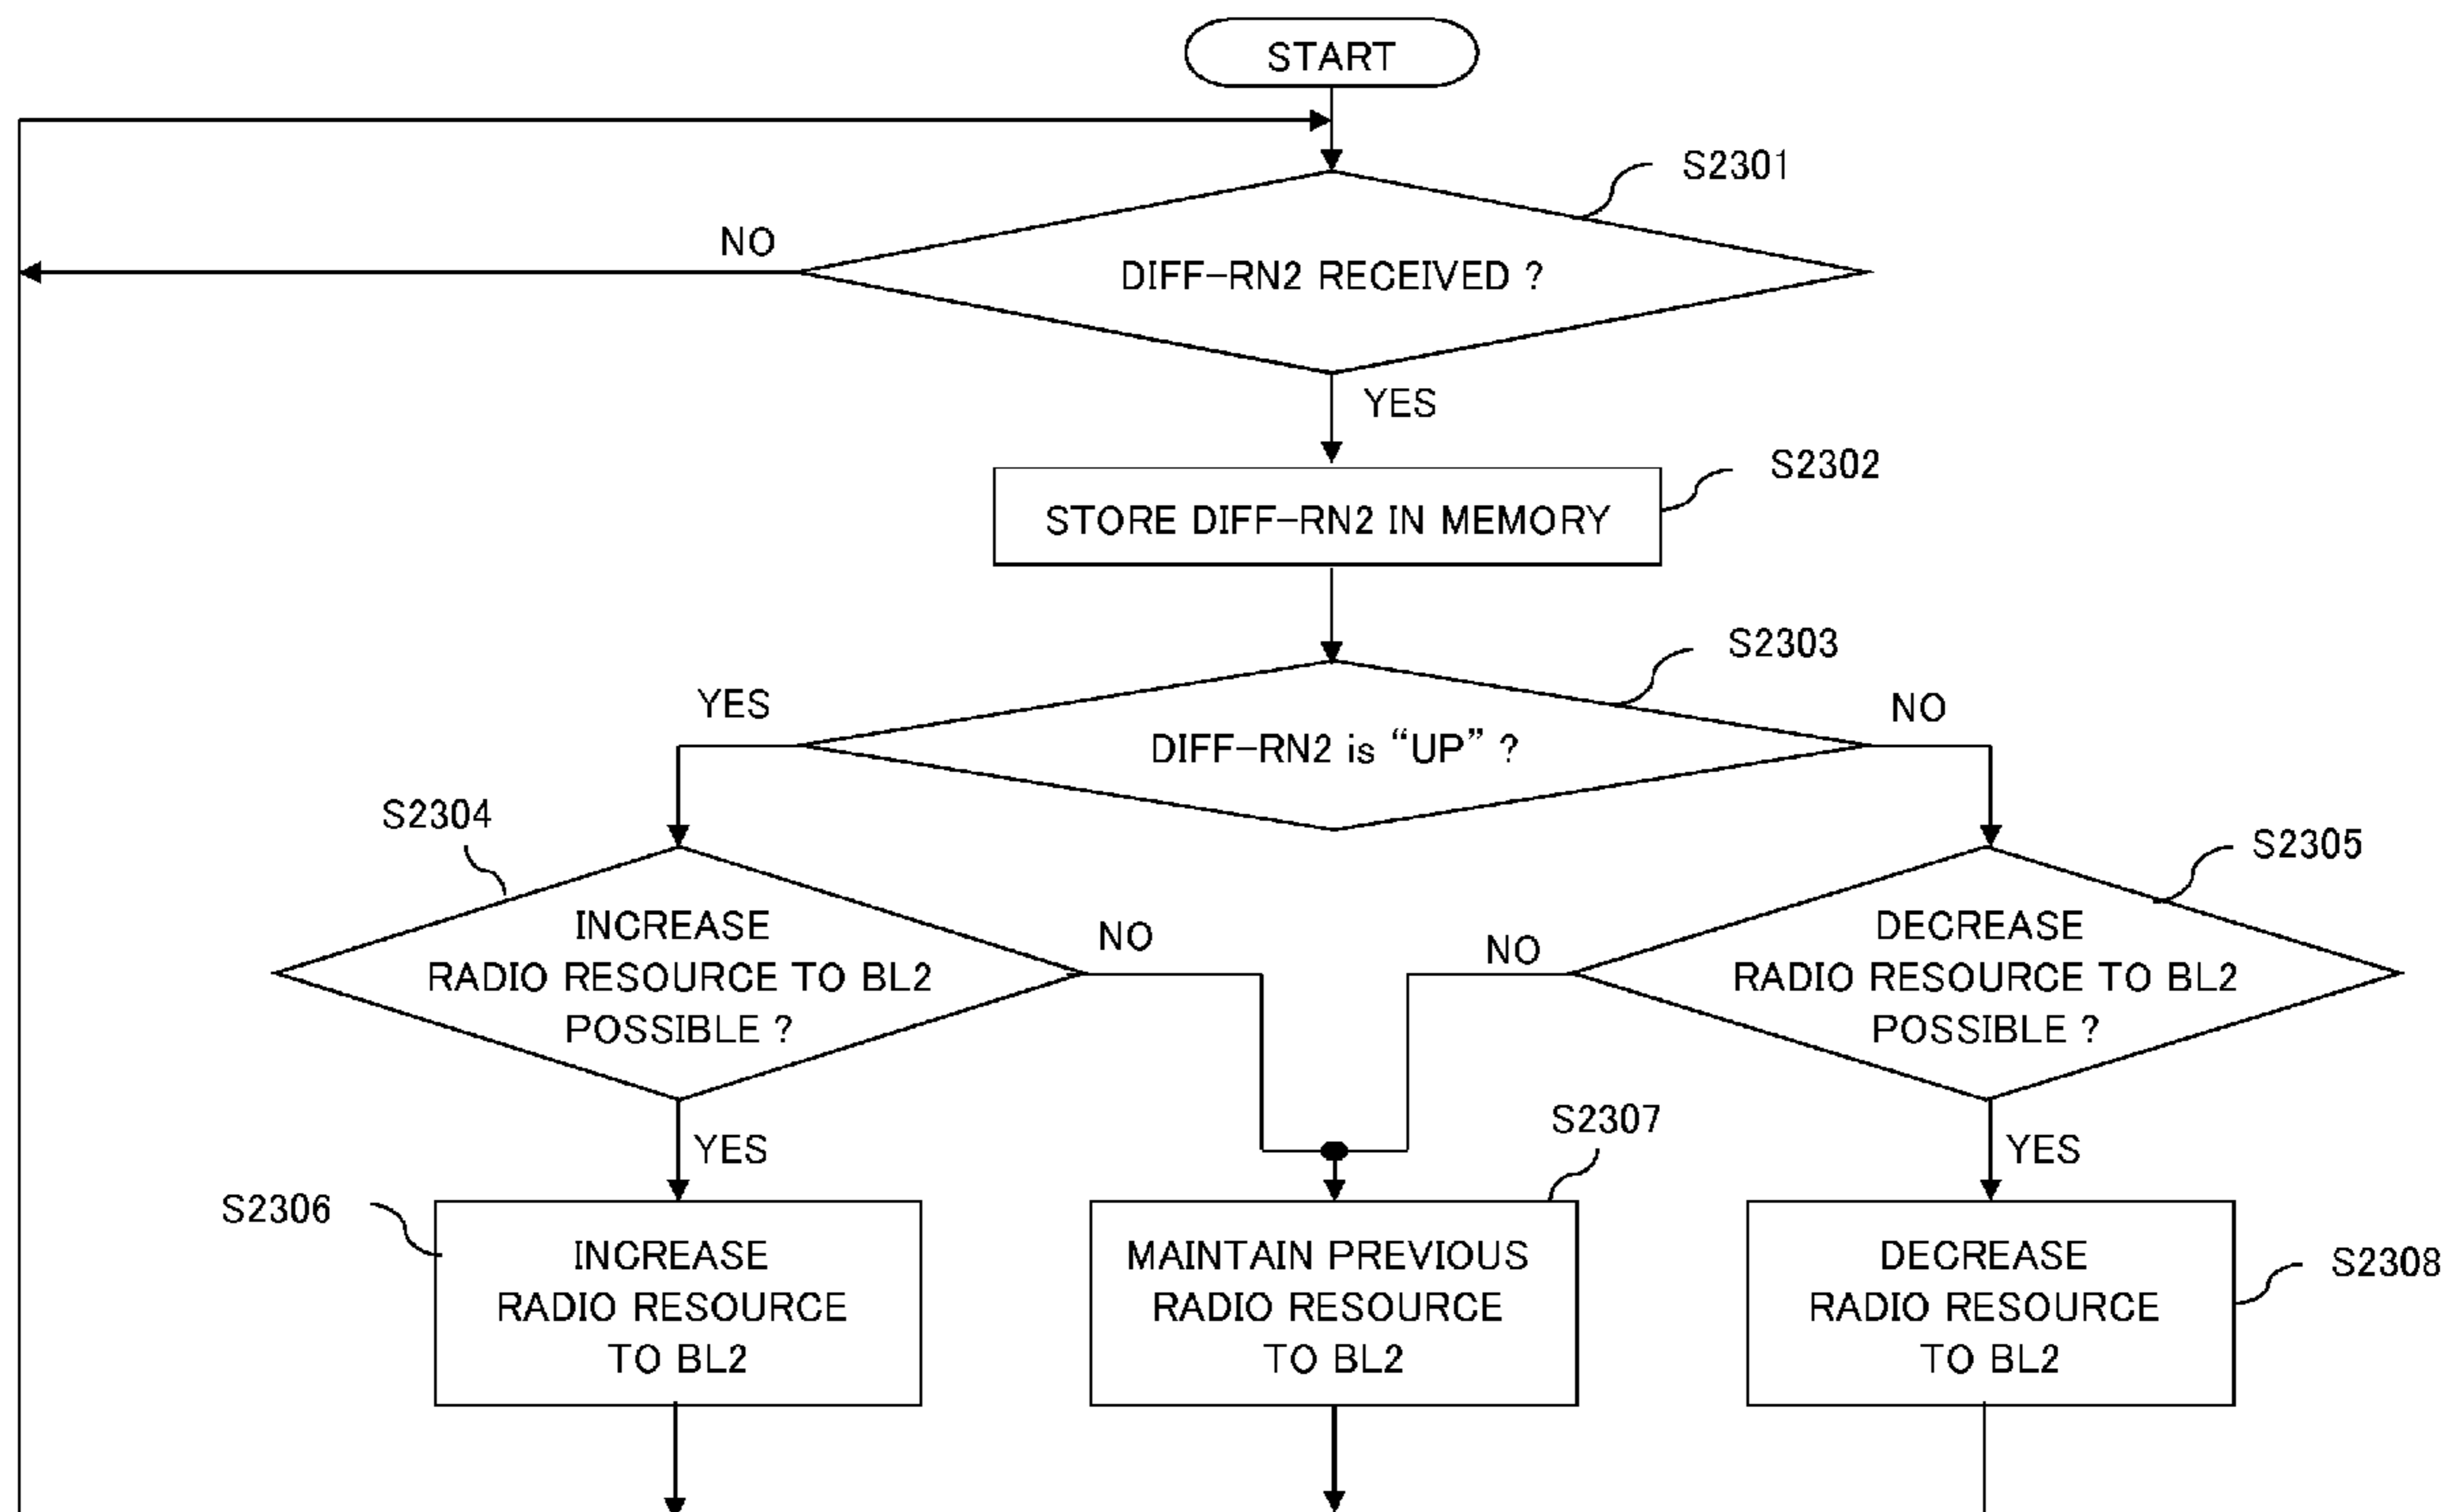 START
S2301
NO
DIFF-RN2 RECEIVED ?
YES
S2302
STORE DIFF-RN2 IN MEMORY
S2303
YES
NO
DIFF-RN2 is “UP” ?
S2304
S2305
INCREASE
RADIO RESOURCE TO BL2
POSSIBLE ?
NO
NO
DECREASE
RADIO RESOURCE TO BL2
POSSIBLE ?
YES
S2307
YES
S2306
INCREASE
RADIO RESOURCE
TO BL2
MAINTAIN PREVIOUS
RADIO RESOURCE
TO BL2
DECREASE
RADIO RESOURCE
TO BL2
S2308